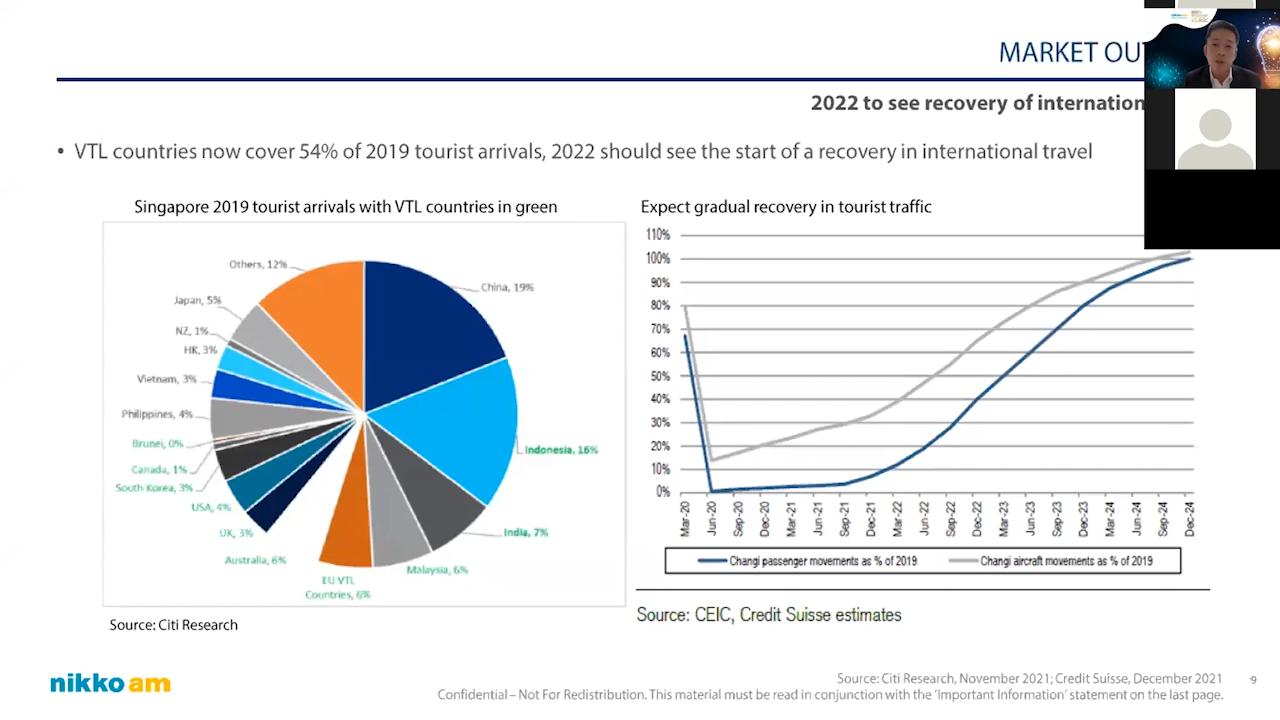 MARKET OU
2022 to see recovery of internation
• VTL countries now cover 54% of 2019 tourist arrivals, 2022 should see the start of a recovery in international travel
Singapore 2019 tourist arrivals with VTL countries in green
Others, 12%
China, 19%
Japan, 5%
NZ, 1%
HK, 3%
Vietnam, 3%
Philippines, 4%
Brunei, 0%
Canada, 1%
South Korea, 3%
USA, 4%
UK, 3%
Australia, 6%
EU VTL
Countries, 6%
Malaysia, 6%
India, 7%
Indonesia, 16%
Source: Citi Research
Expect gradual recovery in tourist traffic
110%
100%
90%
80%
70%
60%
50%
40%
30%
20%
10%
0%
Mar-20
Jun-20
Sep-20
Dec-20
Mar-21
Jun-21
Sep-21
Dec-21
Mar-22
Jun-22
Sep-22
Dec-22
Mar-23
Jun-23
Sep-23
Dec-23
Mar-24
Jun-24
Sep-24
Dec-24
Changi passenger movements as % of 2019
Changi aircraft movements as % of 2019
Source: CEIC, Credit Suisse estimates
nikko am
Source: Citi Research, November 2021; Credit Suisse, December 2021
9
Confidential – Not For Redistribution. This material must be read in conjunction with the 'Important Information' statement on the last page.